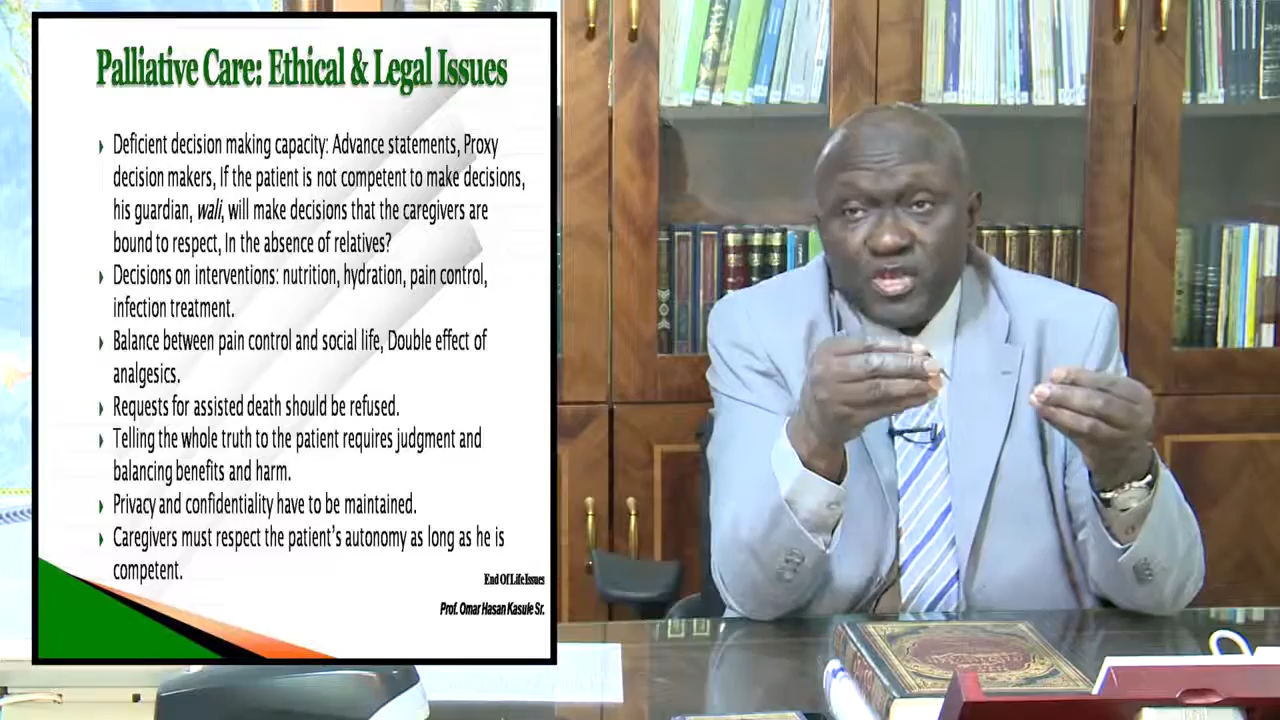 Palliative Care: Ethical & Legal Issues
Deficient decision making capacity: Advance statements, Proxy
decision makers, If the patient is not competent to make decisions,
his guardian, wali, will make decisions that the caregivers are
bound to respect, In the absence of relatives?
Decisions on interventions: nutrition, hydration, pain control,
infection treatment.
Balance between pain control and social life, Double effect of
analgesics.
Requests for assisted death should be refused.
Telling the whole truth to the patient requires judgment and
balancing benefits and harm.
Privacy and confidentiality have to be maintained.
Caregivers must respect the patient's autonomy as long as he is
competent.
End Of Life Issues
Prof. Omar Hasan Kasule Sr.